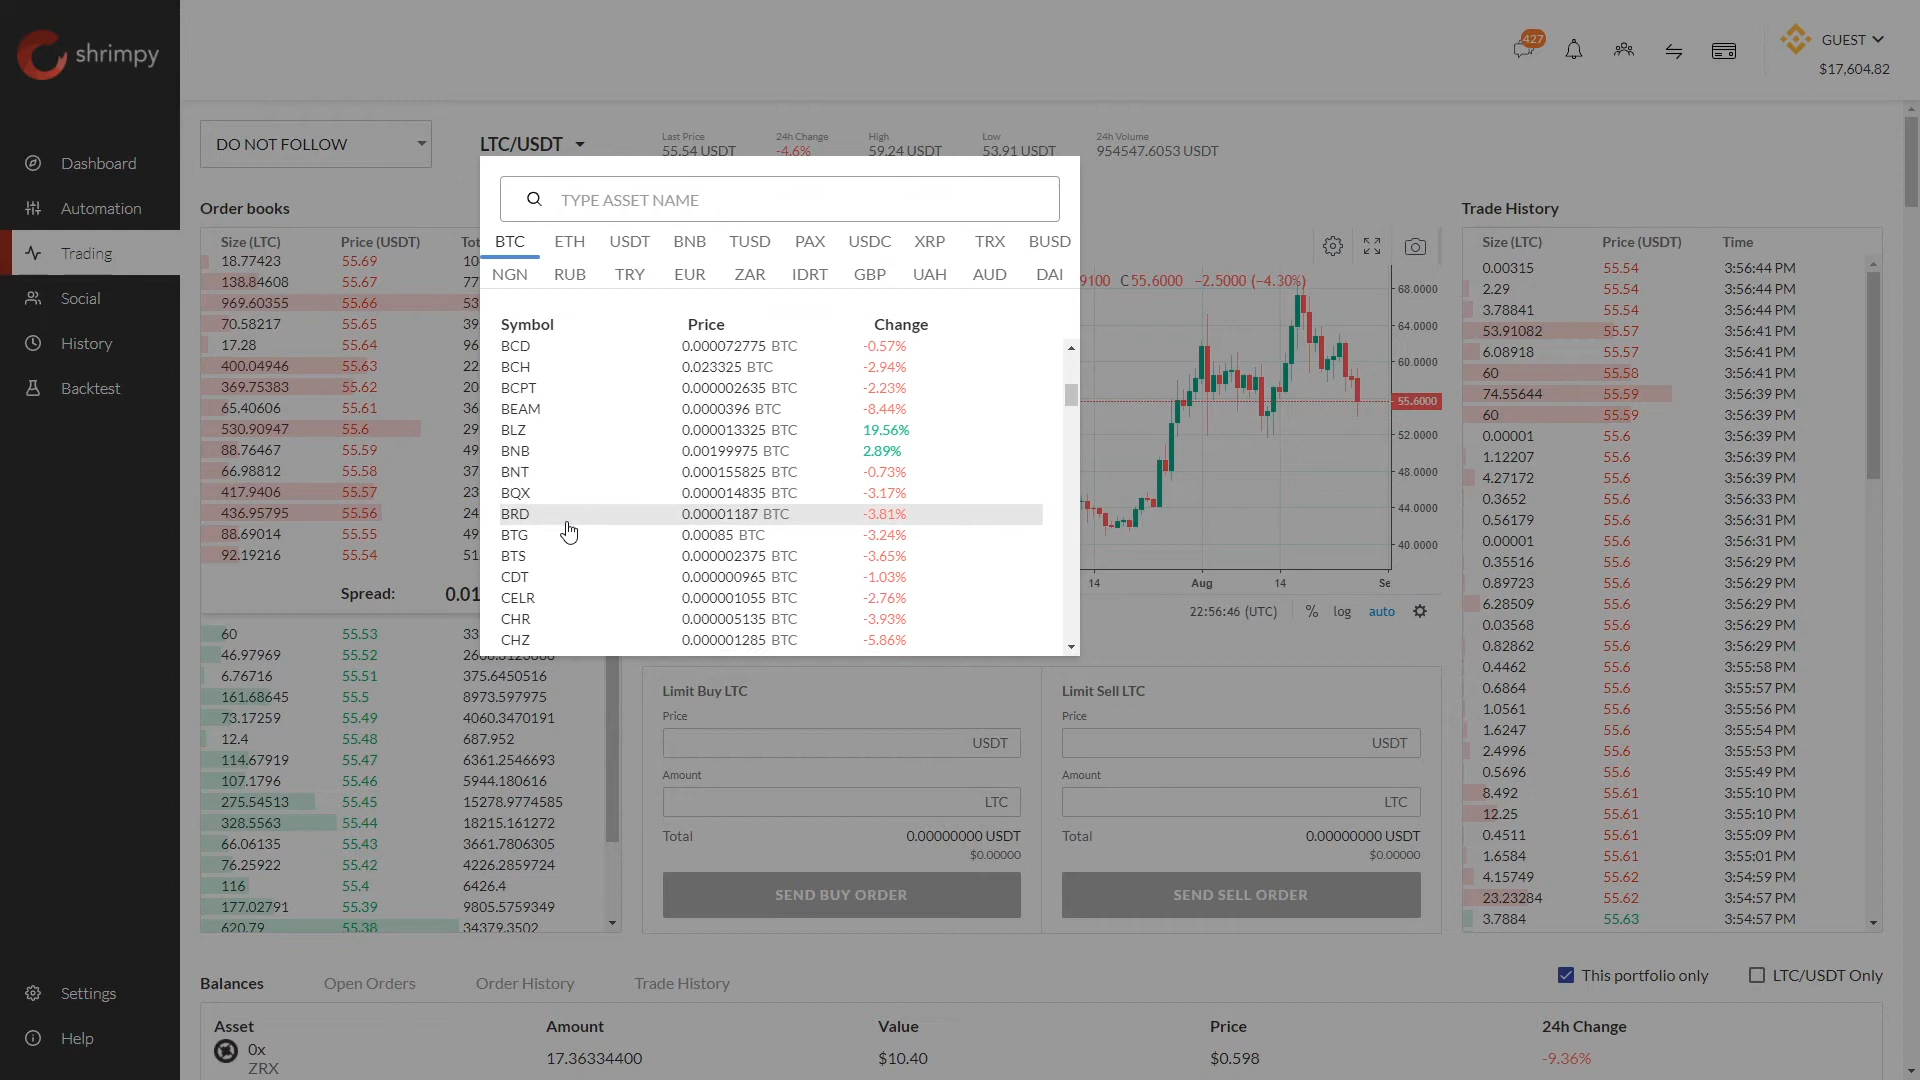 shrimpy
427
GUEST
$17,604.82
Dashboard
Automation
Trading
Social
History
Backtest
Settings
Help
DO NOT FOLLOW
LTC/USDT
Last Price
55.54 USDT
24h Change
-4.6%
High
59.24 USDT
Low
53.91 USDT
24h Volume
954547.6053 USDT
Order books
Size (LTC) Price (USDT)
18.77423 55.69
138.84608 55.67
969.60355 55.66
70.58217 55.65
17.28 55.64
400.04946 55.63
369.75383 55.62
65.40606 55.61
530.90947 55.6
88.76467 55.59
66.98812 55.58
417.9406 55.57
436.95795 55.56
88.69014 55.55
92.19216 55.54
Spread:
60 55.53
46.97969 55.52
6.76716 55.51 375.6450516
161.68645 55.5 8973.597975
73.17259 55.49 4060.3470191
12.4 55.48 687.952
114.67919 55.47 6361.2546693
107.1796 55.46 5944.180616
275.54513 55.45 15278.9774585
328.5563 55.44 18215.161272
66.06135 55.43 3661.7806305
76.25922 55.42 4226.2859724
116 55.4 6426.4
177.02791 55.39 9805.5759349
620.79 55.38 34379.3502
TYPE ASSET NAME
BTC ETH USDT BNB TUSD PAX USDC XRP TRX BUSD
NGN RUB TRY EUR ZAR IDRT GBP UAH AUD DAI
Symbol Price Change
BCD 0.000072775 BTC -0.57%
BCH 0.023325 BTC -2.94%
BCPT 0.000002635 BTC -2.23%
BEAM 0.0000396 BTC -8.44%
BLZ 0.000013325 BTC 19.56%
BNB 0.00199975 BTC 2.89%
BNT 0.000155825 BTC -0.73%
BQX 0.000014835 BTC -3.17%
BRD 0.00001187 BTC -3.81%
BTG 0.00085 BTC -3.24%
BTS 0.000002375 BTC -3.65%
CDT 0.000000965 BTC -1.03%
CELR 0.000001055 BTC -2.76%
CHR 0.000005135 BTC -3.93%
CHZ 0.000001285 BTC -5.86%
C55.6000 −2.5000 (−4.30%)
68.0000
64.0000
60.0000
55.6000
52.0000
48.0000
44.0000
40.0000
14 Aug 14 Se
22:56:46 (UTC) % log auto
Limit Buy LTC
Price
USDT
Amount
LTC
Total 0.00000000 USDT
$0.00000
SEND BUY ORDER
Limit Sell LTC
Price
USDT
Amount
LTC
Total 0.00000000 USDT
$0.00000
SEND SELL ORDER
Trade History
Size (LTC) Price (USDT) Time
0.00315 55.54 3:56:44 PM
2.29 55.54 3:56:44 PM
3.78841 55.54 3:56:44 PM
53.91082 55.57 3:56:41 PM
6.08918 55.57 3:56:41 PM
60 55.58 3:56:41 PM
74.55644 55.59 3:56:39 PM
60 55.59 3:56:39 PM
0.00001 55.6 3:56:39 PM
1.12207 55.6 3:56:39 PM
4.27172 55.6 3:56:39 PM
0.3652 55.6 3:56:33 PM
0.56179 55.6 3:56:31 PM
0.00001 55.6 3:56:31 PM
0.35516 55.6 3:56:29 PM
0.89723 55.6 3:56:29 PM
6.28509 55.6 3:56:29 PM
0.03568 55.6 3:56:29 PM
0.82862 55.6 3:56:29 PM
0.4462 55.6 3:55:58 PM
0.6864 55.6 3:55:57 PM
1.0561 55.6 3:55:56 PM
1.6247 55.6 3:55:54 PM
2.4996 55.6 3:55:53 PM
0.5696 55.6 3:55:49 PM
8.492 55.61 3:55:10 PM
12.25 55.61 3:55:10 PM
0.4511 55.61 3:55:09 PM
1.6584 55.61 3:55:01 PM
4.15749 55.62 3:54:59 PM
23.23284 55.62 3:54:57 PM
3.7884 55.63 3:54:57 PM
Balances Open Orders Order History Trade History
This portfolio only LTC/USDT Only
Asset Amount Value Price 24h Change
0x
ZRX
17.36334400 $10.40 $0.598 -9.36%